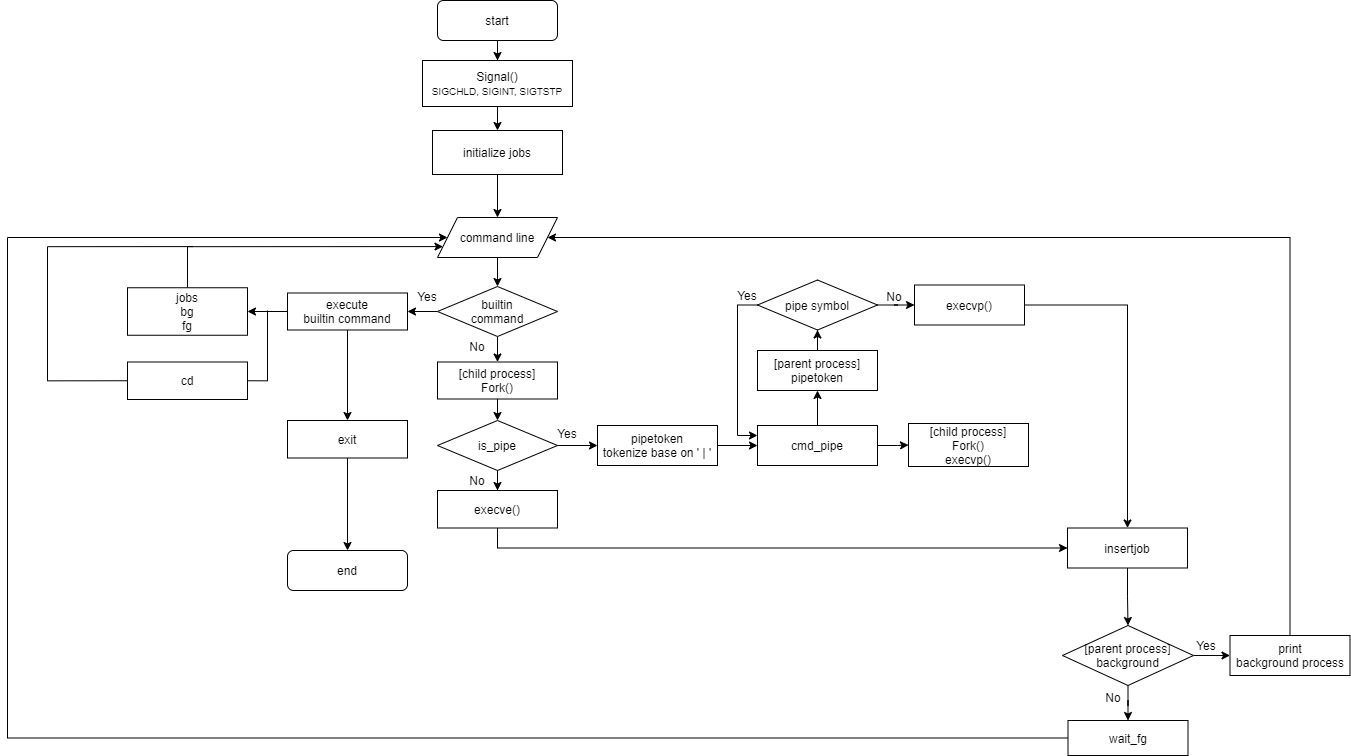 start
Signal()
SIGCHLD, SIGINT, SIGTSTP
initialize jobs
command line
jobs
bg
fg
execute
builtin command
Yes
builtin
command
No
cd
exit
end
[child process]
Fork()
is_pipe
Yes
No
execve()
pipetoken
tokenize base on ' | '
cmd_pipe
[parent process]
pipetoken
Yes
pipe symbol
No
execvp()
[child process]
Fork()
execvp()
insertjob
[parent process]
background
Yes
print
background process
No
wait_fg